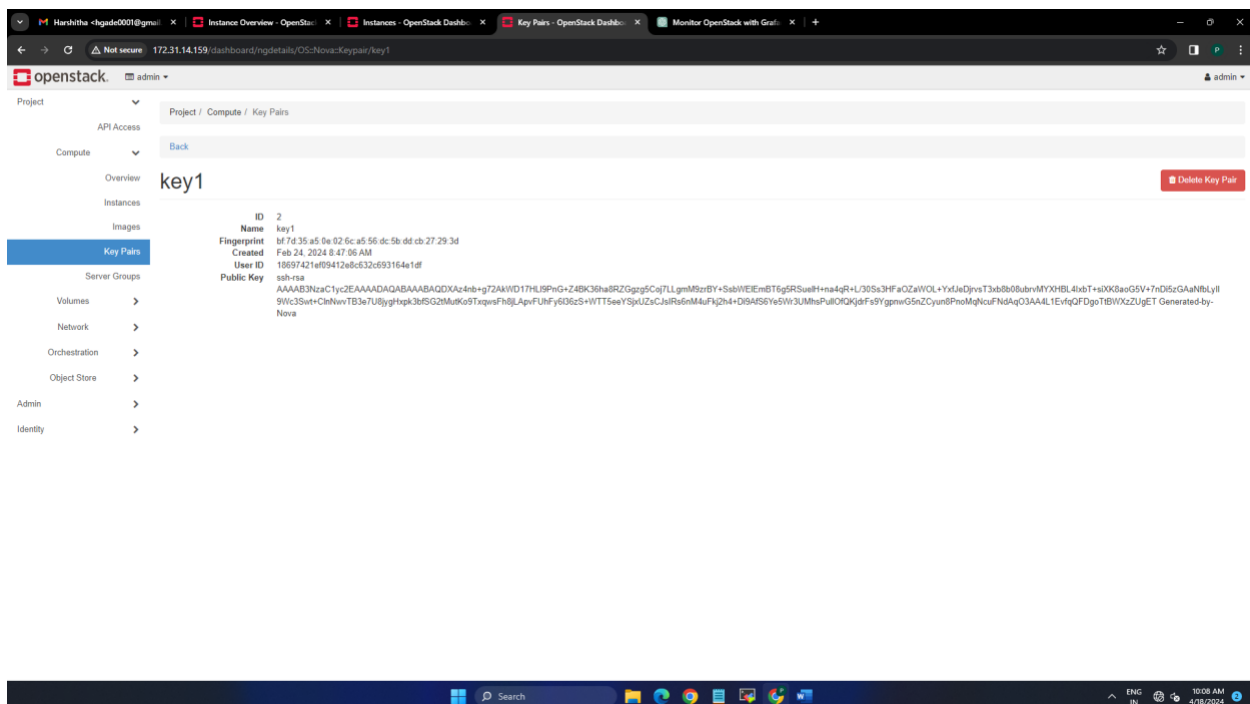 Harshitha <hgade0001@gmail.
Instance Overview - OpenStac
Instances - OpenStack Dashbo
Key Pairs - OpenStack Dashbo
Monitor OpenStack with Grafa
Not secure 172.31.14.159/dashboard/ngdetails/OS::Nova::Keypair/key1
P
openstack. admin
admin
Project
API Access
Compute
Overview
Instances
Images
Key Pairs
Server Groups
Volumes
Network
Orchestration
Object Store
Admin
Identity
Project / Compute / Key Pairs
Back
key1
Delete Key Pair
ID 2
Name key1
Fingerprint bf:7d:35:a5:0e:02:6c:a5:56:dc:5b:dd:cb:27:29:3d
Created Feb 24, 2024 8:47:06 AM
User ID 18697421ef09412e8c632c693164e1df
Public Key ssh-rsa
Generated-by-
Nova
Search
ENG
IN
10:08 AM
4/18/2024
2